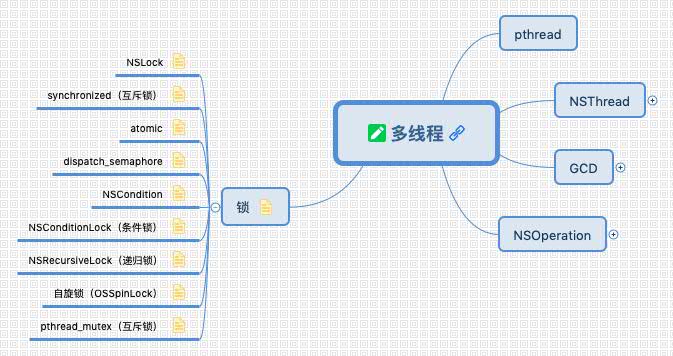 多线程
pthread
NSThread
GCD
NSOperation
锁
NSLock
synchronized（互斥锁）
atomic
dispatch_semaphore
NSCondition
NSConditionLock（条件锁）
NSRecursiveLock（递归锁）
自旋锁（OSSpinLock）
pthread_mutex（互斥锁）